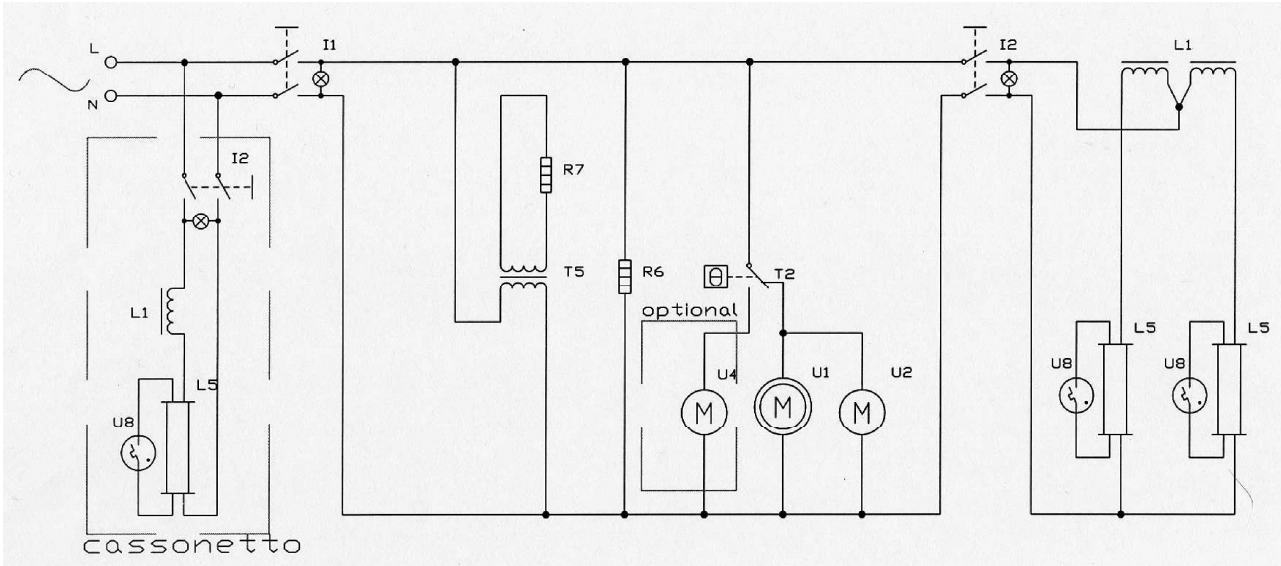 L
I1
I2
L1
N
I2
R7
T5
R6
T2
L1
optional
L5
L5
U4
U1
U2
U8
U8
L5
U8
M
M
M
cassonetto